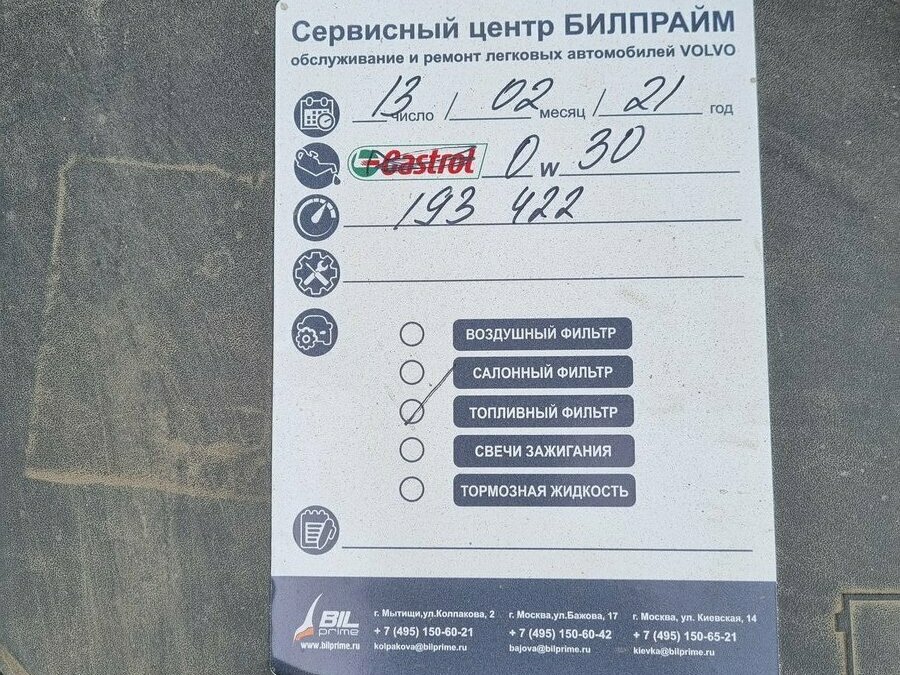 Сервисный центр БИЛПРАЙМ
обслуживание и ремонт легковых автомобилей VOLVO
13 число / 02 месяц / 21 год
Castrol 0 w 30
193 422
ВОЗДУШНЫЙ ФИЛЬТР
САЛОННЫЙ ФИЛЬТР
ТОПЛИВНЫЙ ФИЛЬТР
СВЕЧИ ЗАЖИГАНИЯ
ТОРМОЗНАЯ ЖИДКОСТЬ
BIL prime
www.bilprime.ru
г. Мытищи,ул.Колпакова, 2
+ 7 (495) 150-60-21
kolpakova@bilprime.ru
г. Москва,ул.Бажова, 17
+ 7 (495) 150-60-42
bajova@bilprime.ru
г. Москва, ул. Киевская, 14
+ 7 (495) 150-65-21
kievka@bilprime.ru